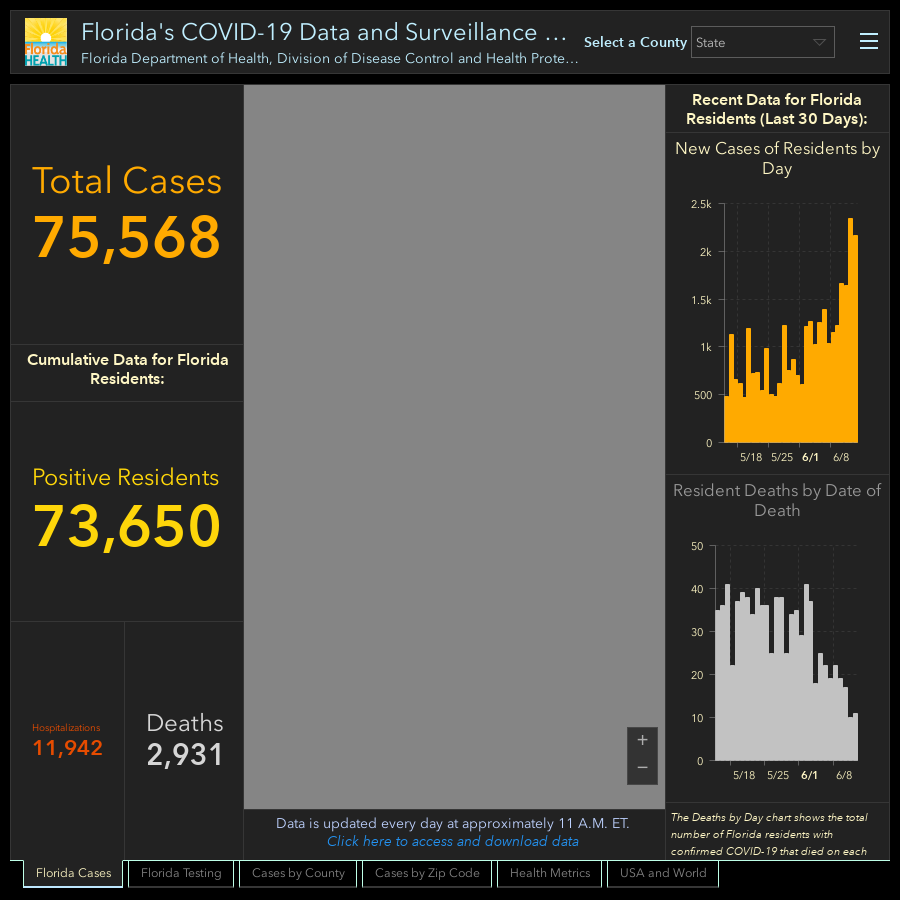 Florida
HEALTH
Florida's COVID-19 Data and Surveillance ...
Florida Department of Health, Division of Disease Control and Health Prote...
Select a County
State
Total Cases
75,568
Cumulative Data for Florida
Residents:
Positive Residents
73,650
Hospitalizations
11,942
Deaths
2,931
+
−
Data is updated every day at approximately 11 A.M. ET.
Click here to access and download data
Recent Data for Florida
Residents (Last 30 Days):
New Cases of Residents by
Day
2.5k
2k
1.5k
1k
500
0
5/18 5/25 6/1 6/8
Resident Deaths by Date of
Death
50
40
30
20
10
0
5/18 5/25 6/1 6/8
The Deaths by Day chart shows the total
number of Florida residents with
confirmed COVID-19 that died on each
Florida Cases
Florida Testing
Cases by County
Cases by Zip Code
Health Metrics
USA and World